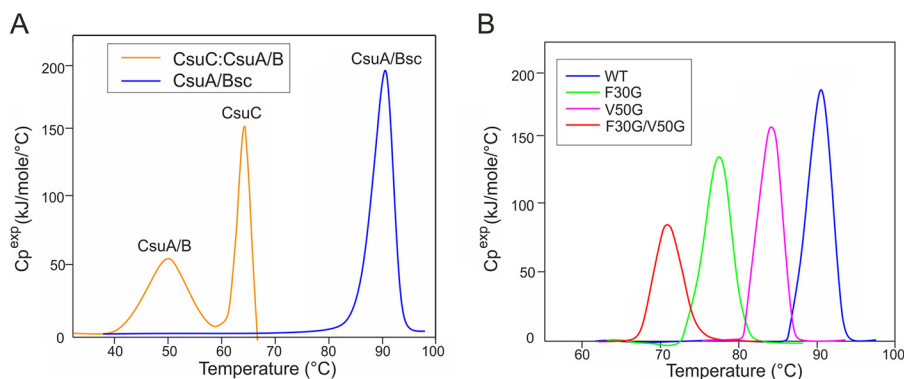 A
CsuC:CsuA/B
CsuA/Bsc
CsuA/Bsc
CsuC
CsuA/B
200
150
100
50
0
Cp^exp(kJ/mole/°C)
40 50 60 70 80 90 100
Temperature (°C)
B
WT
F30G
V50G
F30G/V50G
200
150
100
50
0
Cp^exp(kJ/mole/°C)
60 70 80 90 100
Temperature (°C)